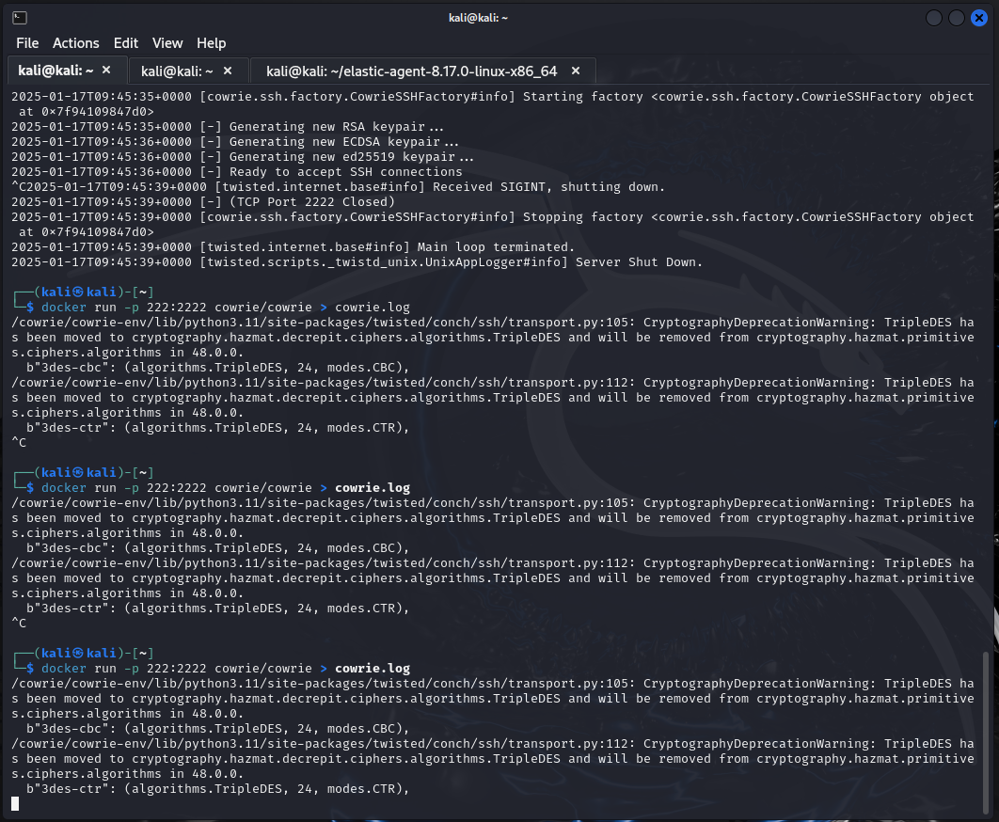 kali@kali: ~
File Actions Edit View Help
kali@kali: ~ × kali@kali: ~ × kali@kali: ~/elastic-agent-8.17.0-linux-x86_64 ×
2025-01-17T09:45:35+0000 [cowrie.ssh.factory.CowrieSSHFactory#info] Starting factory <cowrie.ssh.factory.CowrieSSHFactory object
 at 0×7f94109847d0>
2025-01-17T09:45:35+0000 [-] Generating new RSA keypair...
2025-01-17T09:45:36+0000 [-] Generating new ECDSA keypair...
2025-01-17T09:45:36+0000 [-] Generating new ed25519 keypair...
2025-01-17T09:45:36+0000 [-] Ready to accept SSH connections
^C2025-01-17T09:45:39+0000 [twisted.internet.base#info] Received SIGINT, shutting down.
2025-01-17T09:45:39+0000 [-] (TCP Port 2222 Closed)
2025-01-17T09:45:39+0000 [cowrie.ssh.factory.CowrieSSHFactory#info] Stopping factory <cowrie.ssh.factory.CowrieSSHFactory object
 at 0×7f94109847d0>
2025-01-17T09:45:39+0000 [twisted.internet.base#info] Main loop terminated.
2025-01-17T09:45:39+0000 [twisted.scripts._twistd_unix.UnixAppLogger#info] Server Shut Down.
┌──(kali㉿kali)-[~]
└─$ docker run -p 222:2222 cowrie/cowrie > cowrie.log
/cowrie/cowrie-env/lib/python3.11/site-packages/twisted/conch/ssh/transport.py:105: CryptographyDeprecationWarning: TripleDES ha
s been moved to cryptography.hazmat.decrepit.ciphers.algorithms.TripleDES and will be removed from cryptography.hazmat.primitive
s.ciphers.algorithms in 48.0.0.
  b"3des-cbc": (algorithms.TripleDES, 24, modes.CBC),
/cowrie/cowrie-env/lib/python3.11/site-packages/twisted/conch/ssh/transport.py:112: CryptographyDeprecationWarning: TripleDES ha
s been moved to cryptography.hazmat.decrepit.ciphers.algorithms.TripleDES and will be removed from cryptography.hazmat.primitive
s.ciphers.algorithms in 48.0.0.
  b"3des-ctr": (algorithms.TripleDES, 24, modes.CTR),
^C
┌──(kali㉿kali)-[~]
└─$ docker run -p 222:2222 cowrie/cowrie > cowrie.log
/cowrie/cowrie-env/lib/python3.11/site-packages/twisted/conch/ssh/transport.py:105: CryptographyDeprecationWarning: TripleDES ha
s been moved to cryptography.hazmat.decrepit.ciphers.algorithms.TripleDES and will be removed from cryptography.hazmat.primitive
s.ciphers.algorithms in 48.0.0.
  b"3des-cbc": (algorithms.TripleDES, 24, modes.CBC),
/cowrie/cowrie-env/lib/python3.11/site-packages/twisted/conch/ssh/transport.py:112: CryptographyDeprecationWarning: TripleDES ha
s been moved to cryptography.hazmat.decrepit.ciphers.algorithms.TripleDES and will be removed from cryptography.hazmat.primitive
s.ciphers.algorithms in 48.0.0.
  b"3des-ctr": (algorithms.TripleDES, 24, modes.CTR),
^C
┌──(kali㉿kali)-[~]
└─$ docker run -p 222:2222 cowrie/cowrie > cowrie.log
/cowrie/cowrie-env/lib/python3.11/site-packages/twisted/conch/ssh/transport.py:105: CryptographyDeprecationWarning: TripleDES ha
s been moved to cryptography.hazmat.decrepit.ciphers.algorithms.TripleDES and will be removed from cryptography.hazmat.primitive
s.ciphers.algorithms in 48.0.0.
  b"3des-cbc": (algorithms.TripleDES, 24, modes.CBC),
/cowrie/cowrie-env/lib/python3.11/site-packages/twisted/conch/ssh/transport.py:112: CryptographyDeprecationWarning: TripleDES ha
s been moved to cryptography.hazmat.decrepit.ciphers.algorithms.TripleDES and will be removed from cryptography.hazmat.primitive
s.ciphers.algorithms in 48.0.0.
  b"3des-ctr": (algorithms.TripleDES, 24, modes.CTR),